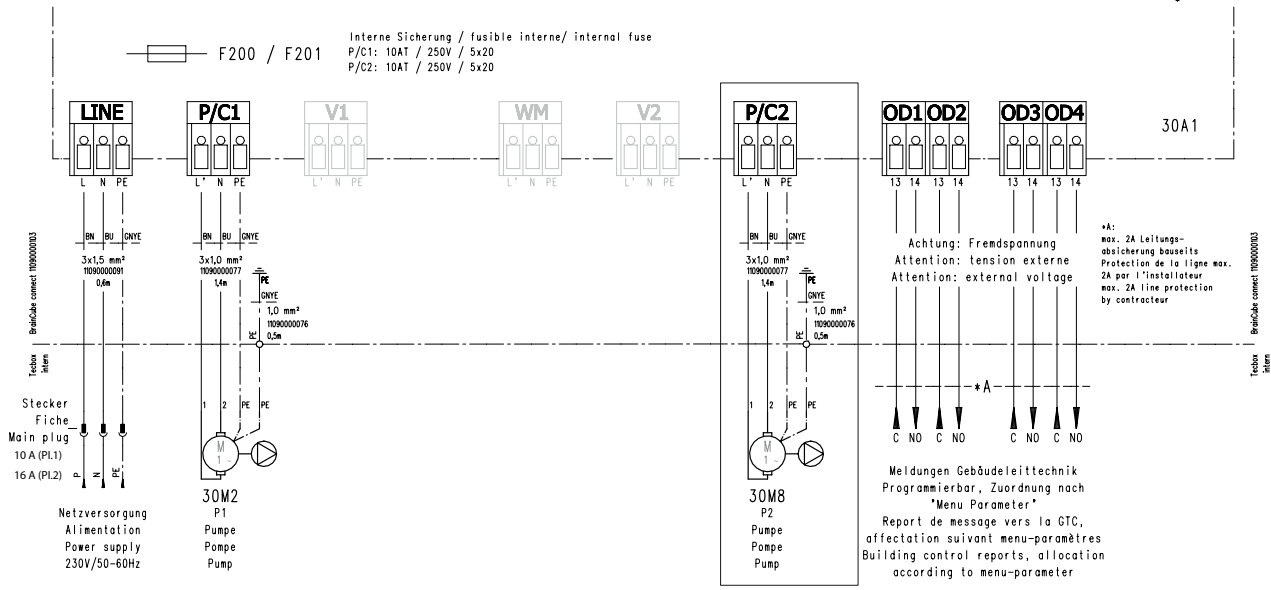 Interne Sicherung / fusible interne/ internal fuse
F200 / F201
P/C1: 10AT / 250V / 5x20
P/C2: 10AT / 250V / 5x20
LINE P/C1 V1 WM V2 P/C2 OD1 OD2 OD3 OD4
30A1
L N PE L' N PE L' N PE L' N PE L' N PE L' N PE 13 14 13 14 13 14 13 14
BN BU GNYE BN BU GNYE BN BU GNYE
3x1,5 mm² 3x1,0 mm² 3x1,0 mm²
11090000091 11090000077 11090000077
0,6m 1,4m 1,4m
PE PE
GNYE GNYE
1,0 mm² 1,0 mm²
11090000076 11090000076
0,5m 0,5m
PE PE
Achtung: Fremdspannung
Attention: tension externe
Attention: external voltage
*A:
max. 2A Leitungs-
absicherung bauseits
Protection de la ligne max.
2A par l'installateur
max. 2A line protection
by contracteur
BrainCube connect 11090000103
BrainCube connect 11090000103
Tecbox
intern
Tecbox
intern
*A
Stecker
Fiche
Main plug
10 A (Pl.1)
16 A (Pl.2)
P N PE
1 2 PE PE 1 2 PE PE
M
1 ~
M
1 ~
C NO C NO C NO C NO
Netzversorgung
Alimentation
Power supply
230V/50-60Hz
30M2
P1
Pumpe
Pompe
Pump
30M8
P2
Pumpe
Pompe
Pump
Meldungen Gebäudeleittechnik
Programmierbar, Zuordnung nach
"Menu Parameter"
Report de message vers la GTC,
affectation suivant menu-paramètres
Building control reports, allocation
according to menu-parameter